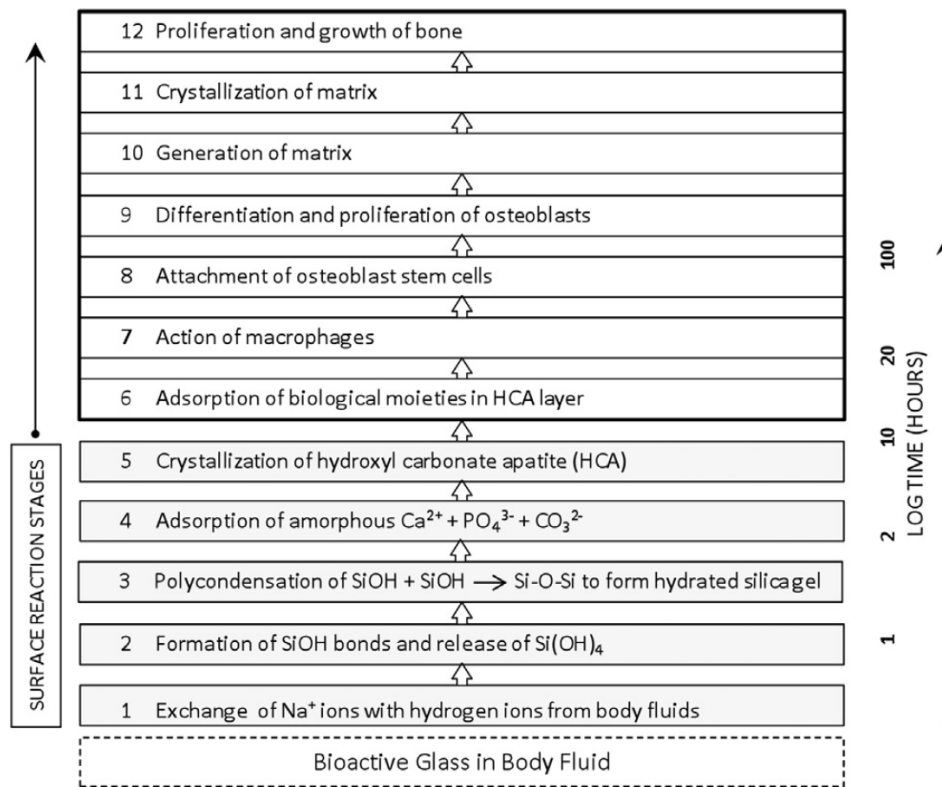 12 Proliferation and growth of bone
11 Crystallization of matrix
10 Generation of matrix
9 Differentiation and proliferation of osteoblasts
8 Attachment of osteoblast stem cells
7 Action of macrophages
6 Adsorption of biological moieties in HCA layer
5 Crystallization of hydroxyl carbonate apatite (HCA)
4 Adsorption of amorphous Ca²⁺ + PO₄³⁻ + CO₃²⁻
3 Polycondensation of SiOH + SiOH → Si-O-Si to form hydrated silicagel
2 Formation of SiOH bonds and release of Si(OH)₄
1 Exchange of Na⁺ ions with hydrogen ions from body fluids
Bioactive Glass in Body Fluid
SURFACE REACTION STAGES
100
20
10
2
1
LOG TIME (HOURS)